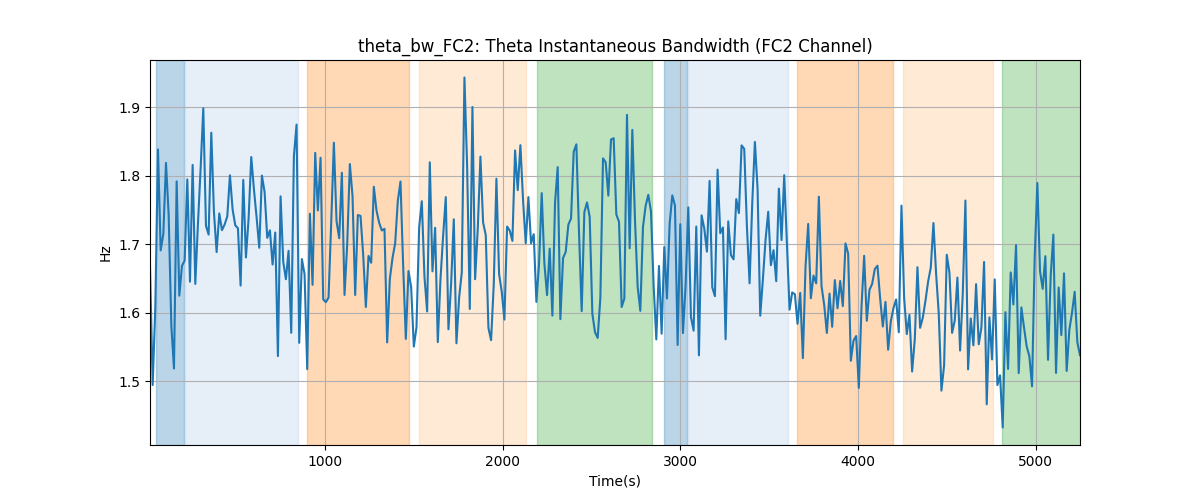 theta_bw_FC2: Theta Instantaneous Bandwidth (FC2 Channel)
Hz
1.9
1.8
1.7
1.6
1.5
1000 2000 3000 4000 5000
Time(s)